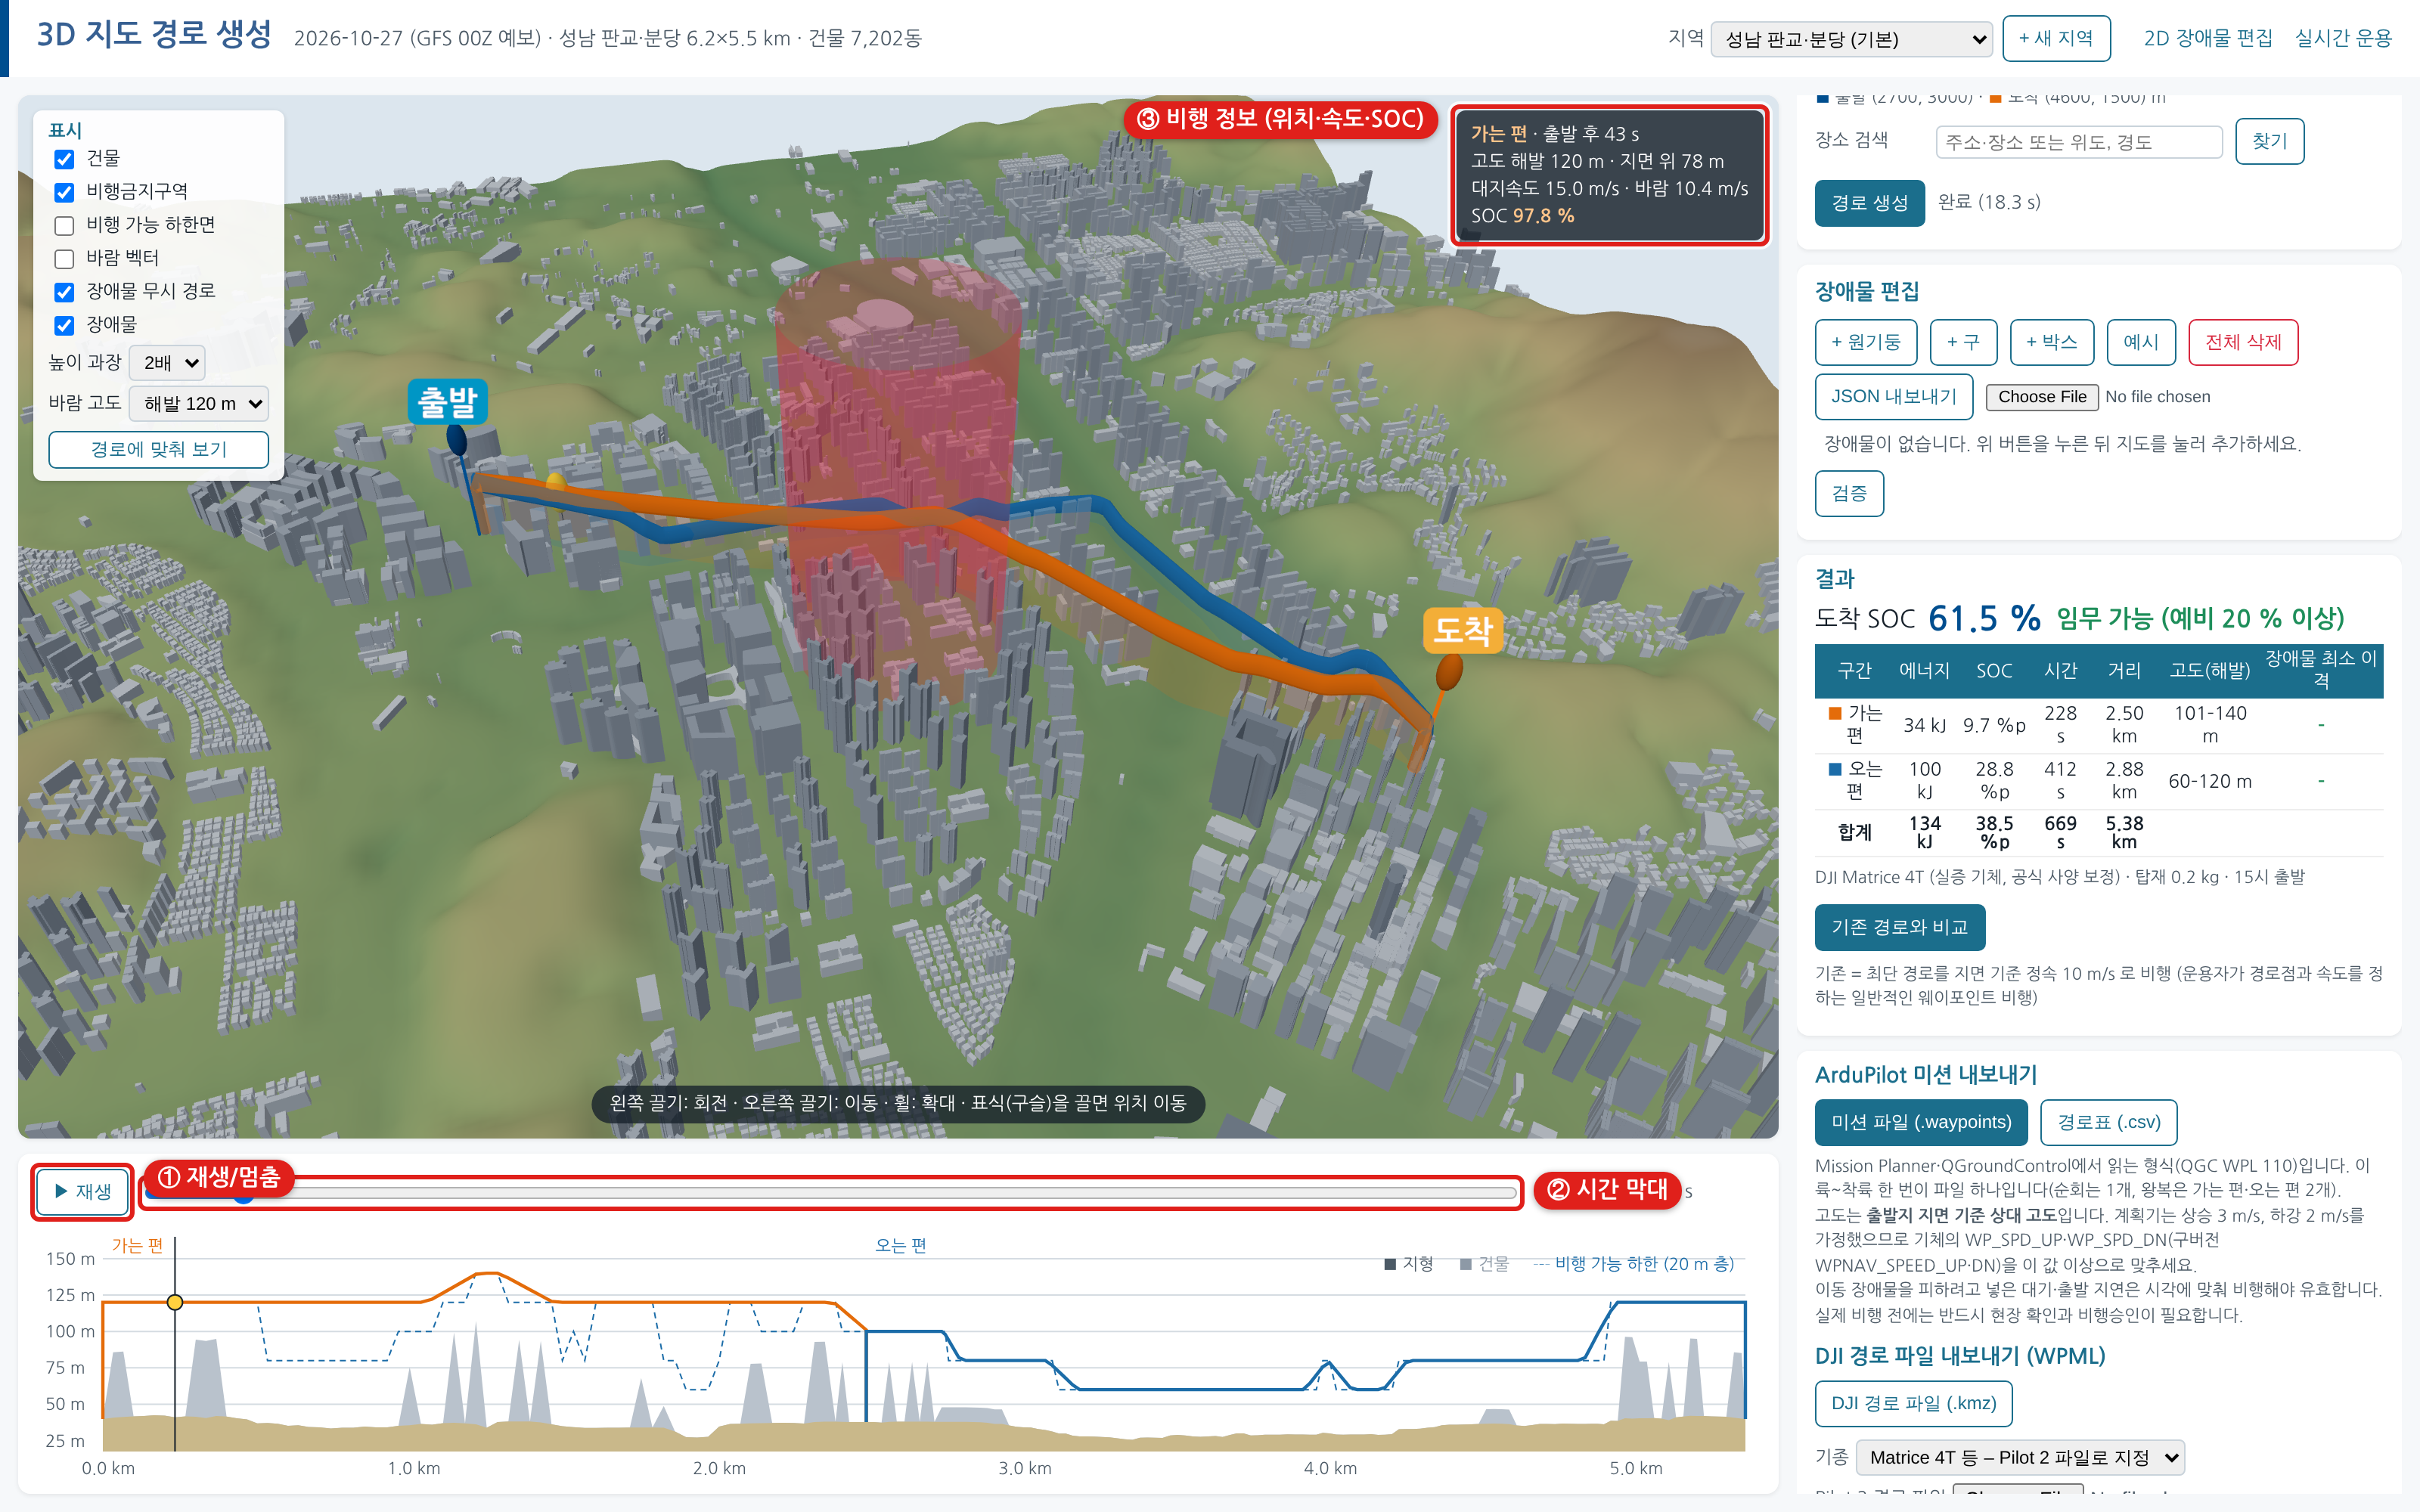 3D 지도 경로 생성
2026-10-27 (GFS 00Z 예보) · 성남 판교·분당 6.2×5.5 km · 건물 7,202동
지역 성남 판교·분당 (기본) + 새 지역 2D 장애물 편집 실시간 운용
표시
건물
비행금지구역
비행 가능 하한면
바람 벡터
장애물 무시 경로
장애물
높이 과장 2배
바람 고도 해발 120 m
경로에 맞춰 보기
③ 비행 정보 (위치·속도·SOC)
가는 편 · 출발 후 43 s
고도 해발 120 m · 지면 위 78 m
대지속도 15.0 m/s · 바람 10.4 m/s
SOC 97.8 %
출발
도착
왼쪽 끌기: 회전 · 오른쪽 끌기: 이동 · 휠: 확대 · 표식(구슬)을 끌면 위치 이동
▶ 재생
① 재생/멈춤
② 시간 막대
s
가는 편
오는 편
■ 지형 ■ 건물 --- 비행 가능 하한 (20 m 층)
150 m
125 m
100 m
75 m
50 m
25 m
0.0 km 1.0 km 2.0 km 3.0 km 4.0 km 5.0 km
■ 출발 (2700, 3000) · ■ 도착 (4600, 1500) m
장소 검색 주소·장소 또는 위도, 경도 찾기
경로 생성 완료 (18.3 s)
장애물 편집
+ 원기둥 + 구 + 박스 예시 전체 삭제
JSON 내보내기 Choose File No file chosen
장애물이 없습니다. 위 버튼을 누른 뒤 지도를 눌러 추가하세요.
검증
결과
도착 SOC 61.5 % 임무 가능 (예비 20 % 이상)
구간 에너지 SOC 시간 거리 고도(해발) 장애물 최소 이격
가는 편 34 kJ 9.7 %p 228 s 2.50 km 101-140 m -
오는 편 100 kJ 28.8 %p 412 s 2.88 km 60-120 m -
합계 134 kJ 38.5 %p 669 s 5.38 km
DJI Matrice 4T (실증 기체, 공식 사양 보정) · 탑재 0.2 kg · 15시 출발
기존 경로와 비교
기존 = 최단 경로를 지면 기준 정속 10 m/s 로 비행 (운용자가 경로점과 속도를 정
하는 일반적인 웨이포인트 비행)
ArduPilot 미션 내보내기
미션 파일 (.waypoints) 경로표 (.csv)
Mission Planner·QGroundControl에서 읽는 형식(QGC WPL 110)입니다. 이
륙~착륙 한 번이 파일 하나입니다(순회는 1개, 왕복은 가는 편·오는 편 2개).
고도는 출발지 지면 기준 상대 고도입니다. 계획기는 상승 3 m/s, 하강 2 m/s를
가정했으므로 기체의 WP_SPD_UP·WP_SPD_DN(구버전
WPNAV_SPEED_UP·DN)을 이 값 이상으로 맞추세요.
이동 장애물을 피하려고 넣은 대기·출발 지연은 시각에 맞춰 비행해야 유효합니다.
실제 비행 전에는 반드시 현장 확인과 비행승인이 필요합니다.
DJI 경로 파일 내보내기 (WPML)
DJI 경로 파일 (.kmz)
기종 Matrice 4T 등 – Pilot 2 파일로 지정